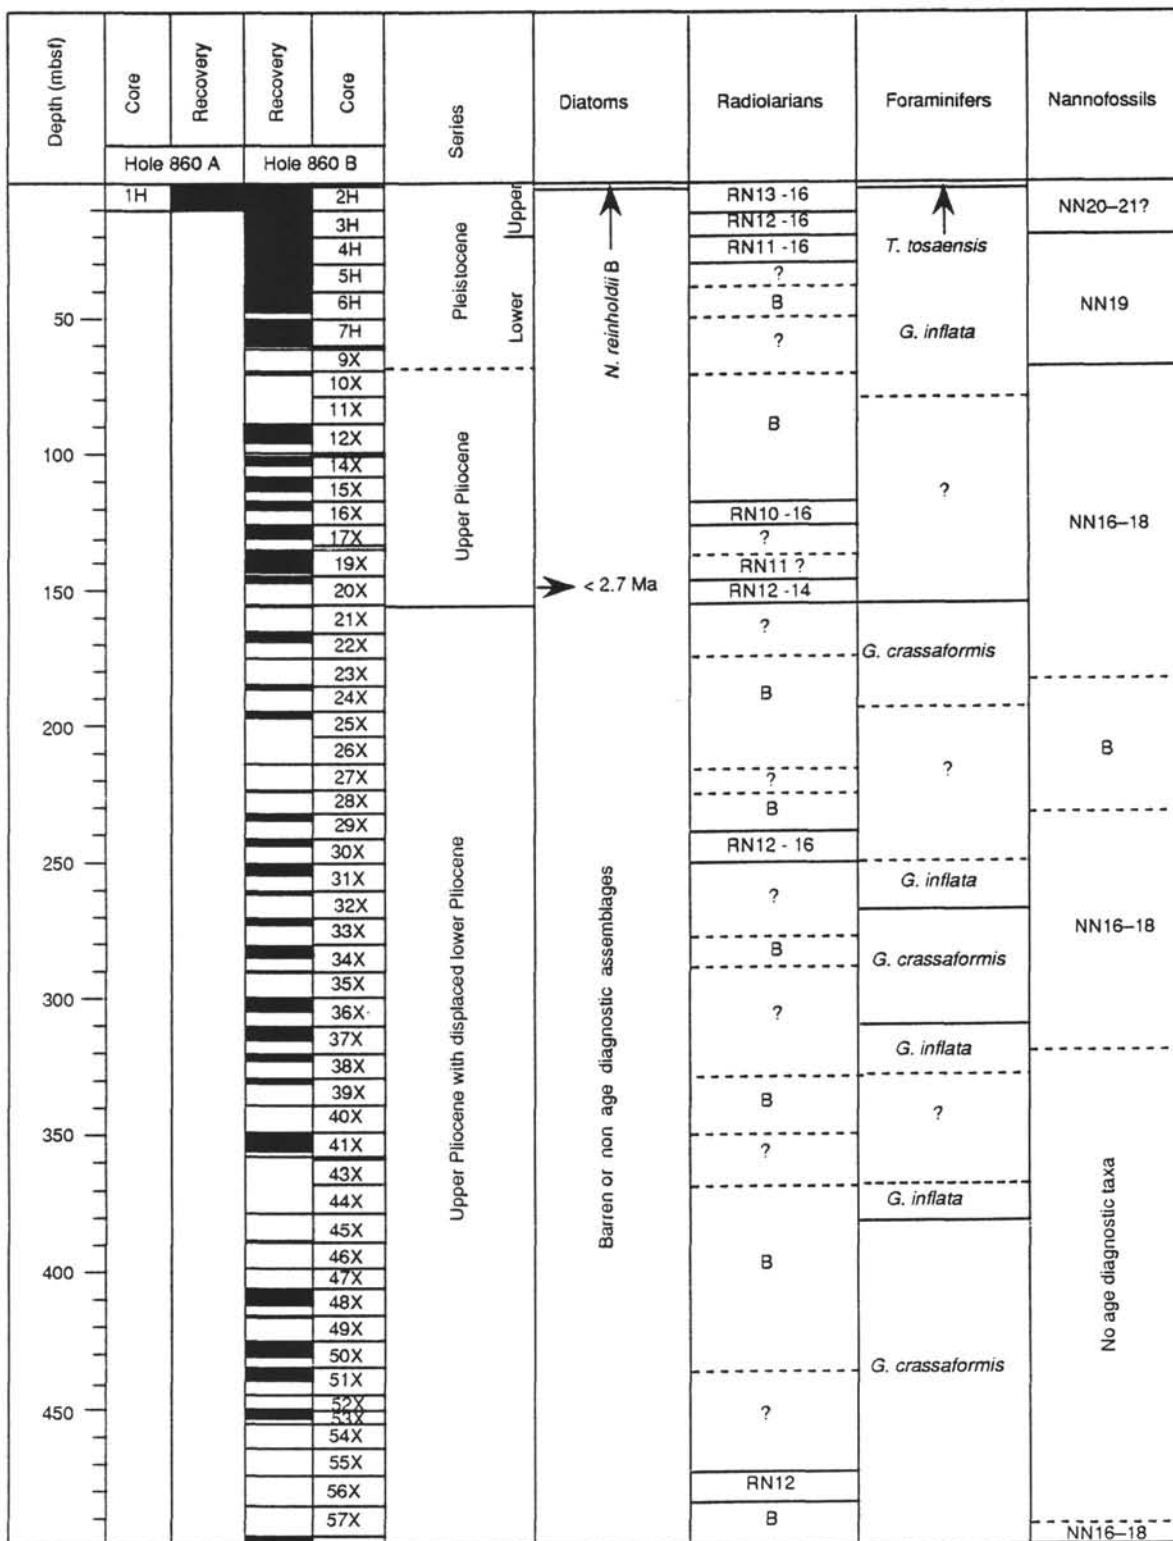 Depth (mbsf)
Core
Recovery
Recovery
Core
Series
Diatoms
Radiolarians
Foraminifers
Nannofossils
Hole 860 A
Hole 860 B
1H
2H
3H
4H
5H
6H
7H
9X
10X
11X
12X
14X
15X
16X
17X
19X
20X
21X
22X
23X
24X
25X
26X
27X
28X
29X
30X
31X
32X
33X
34X
35X
36X
37X
38X
39X
40X
41X
43X
44X
45X
46X
47X
48X
49X
50X
51X
52X
53X
54X
55X
56X
57X
50
100
150
200
250
300
350
400
450
Pleistocene
Upper
Lower
Upper Pliocene
Upper Pliocene with displaced lower Pliocene
N. reinholdii B
< 2.7 Ma
Barren or non age diagnostic assemblages
RN13 -16
RN12 -16
RN11 -16
?
B
?
B
RN10 -16
?
RN11 ?
RN12 -14
?
B
?
B
RN12 - 16
?
B
?
B
?
B
?
RN12
B
T. tosaensis
G. inflata
?
G. crassaformis
?
G. inflata
G. crassaformis
G. inflata
?
G. inflata
G. crassaformis
NN20–21?
NN19
NN16–18
B
NN16–18
No age diagnostic taxa
NN16–18